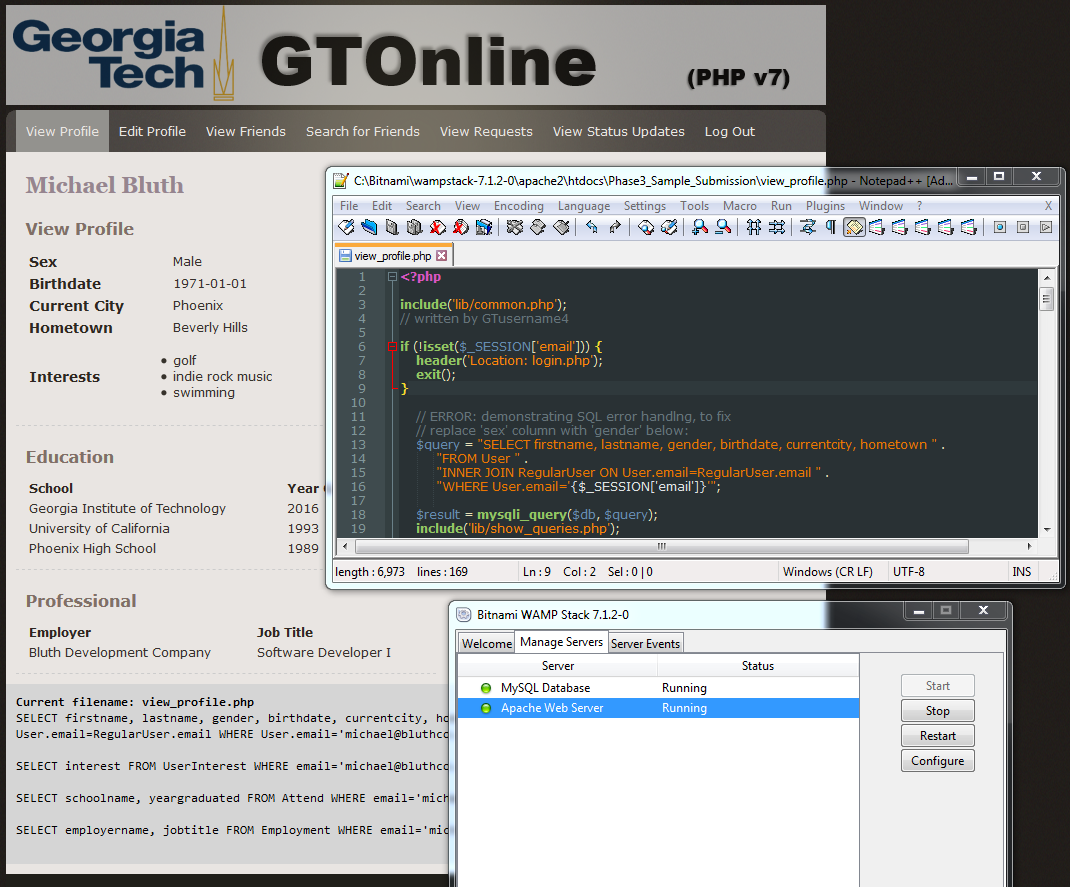 Georgia
Tech
GTOnline
(PHP v7)
View Profile Edit Profile View Friends Search for Friends View Requests View Status Updates Log Out
Michael Bluth
View Profile
Sex Male
Birthdate 1971-01-01
Current City Phoenix
Hometown Beverly Hills
Interests
• golf
• indie rock music
• swimming
Education
School Year
Georgia Institute of Technology 2016
University of California 1993
Phoenix High School 1989
Professional
Employer Job Title
Bluth Development Company Software Developer I
Current filename: view_profile.php
SELECT firstname, lastname, gender, birthdate, currentcity, ho
User.email=RegularUser.email WHERE User.email='michael@bluthco
SELECT interest FROM UserInterest WHERE email='michael@bluthco
SELECT schoolname, yeargraduated FROM Attend WHERE email='mich
SELECT employername, jobtitle FROM Employment WHERE email='mic
C:\Bitnami\wampstack-7.1.2-0\apache2\htdocs\Phase3_Sample_Submission\view_profile.php - Notepad++ [Ad...
File Edit Search View Encoding Language Settings Tools Macro Run Plugins Window ? X
view_profile.php
1 <?php
2
3 include('lib/common.php');
4 // written by GTusername4
5
6 if (!isset($_SESSION['email'])) {
7 header('Location: login.php');
8 exit();
9 }
10
11 // ERROR: demonstrating SQL error handlng, to fix
12 // replace 'sex' column with 'gender' below:
13 $query = "SELECT firstname, lastname, gender, birthdate, currentcity, hometown " .
14 "FROM User " .
15 "INNER JOIN RegularUser ON User.email=RegularUser.email " .
16 "WHERE User.email='{$_SESSION['email']}'";
17
18 $result = mysqli_query($db, $query);
19 include('lib/show_queries.php');
length : 6,973 lines : 169 Ln : 9 Col : 2 Sel : 0 | 0 Windows (CR LF) UTF-8 INS
Bitnami WAMP Stack 7.1.2-0
Welcome Manage Servers Server Events
Server Status
MySQL Database Running
Apache Web Server Running
Start
Stop
Restart
Configure